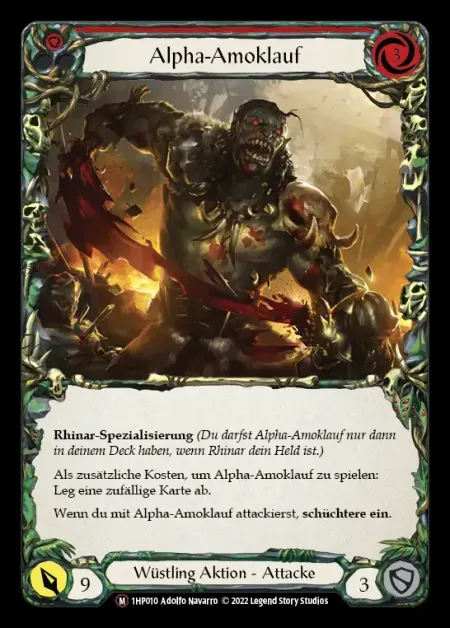 Alpha-Amoklauf
3
Rhinar-Spezialisierung (Du darfst Alpha-Amoklauf nur dann
in deinem Deck haben, wenn Rhinar dein Held ist.)
Als zusätzliche Kosten, um Alpha-Amoklauf zu spielen:
Leg eine zufällige Karte ab.
Wenn du mit Alpha-Amoklauf attackierst, schüchtere ein.
9
Wüstling Aktion - Attacke
3
M 1HP010 Adolfo Navarro © 2022 Legend Story Studios